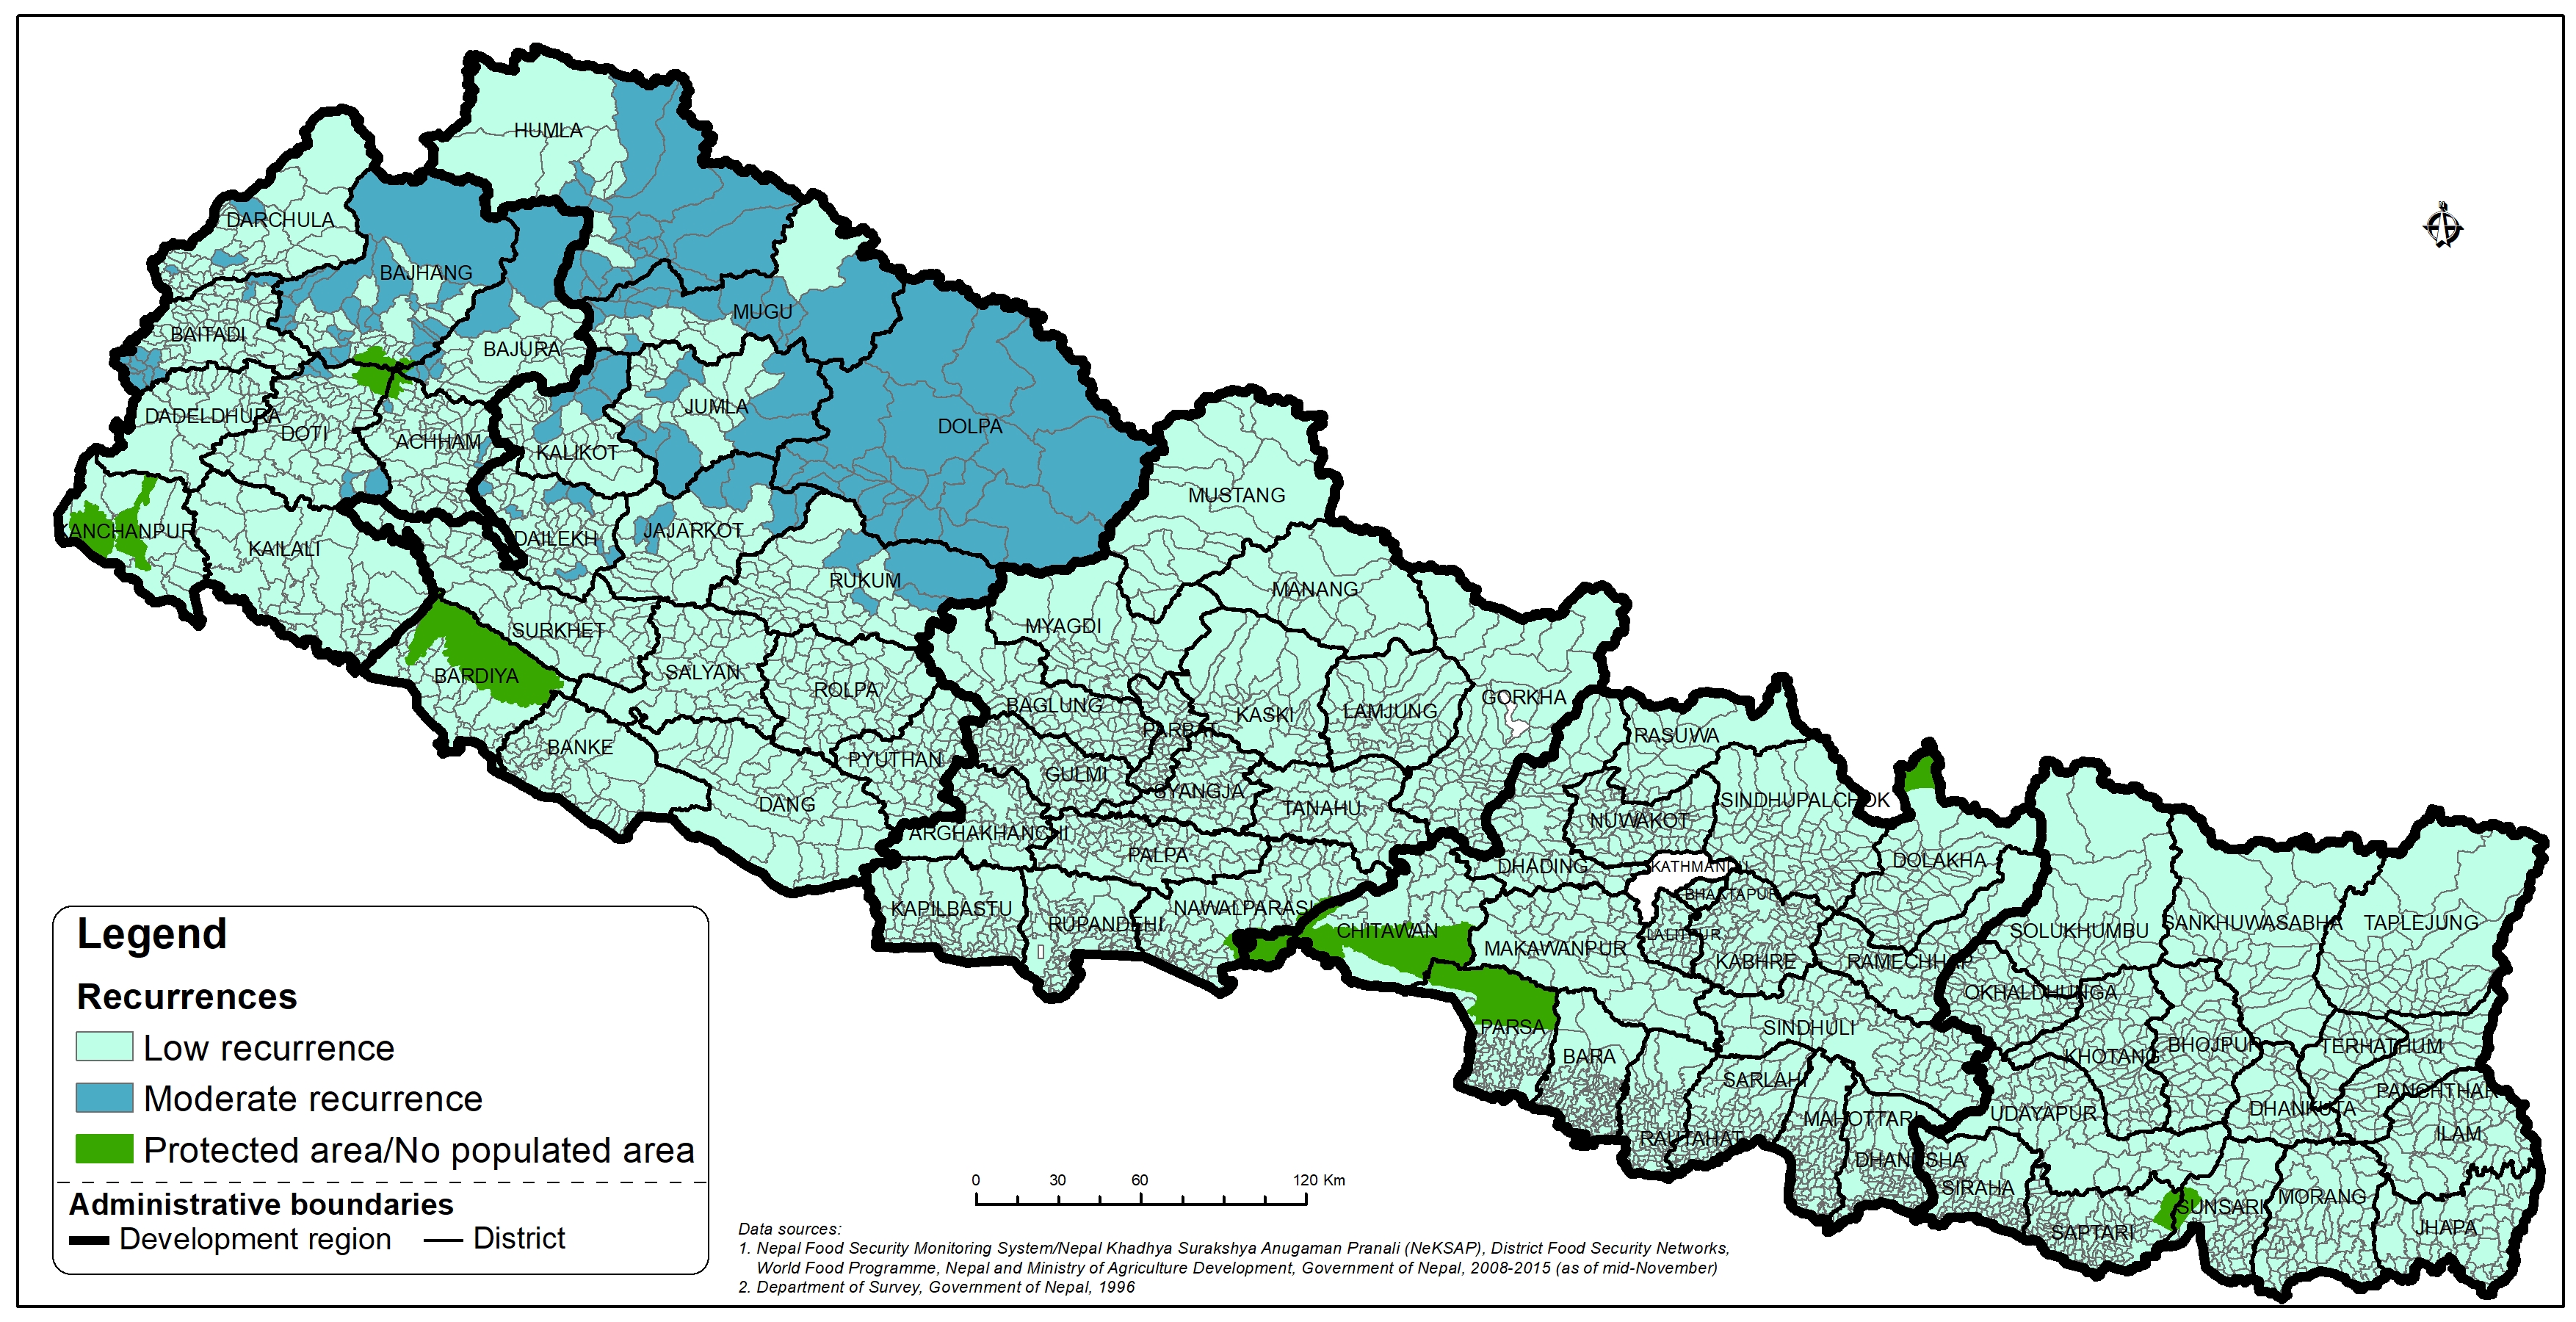 HUMLA
DARCHULA
BAJHANG
MUGU
BAITADI
BAJURA
JUMLA
DADELDHURA
DOTI
ACHHAM
KALIKOT
DOLPA
MUSTANG
KANCHANPUR
KAILALI
DAILEKH
JAJARKOT
RUKUM
MANANG
SURKHET
MYAGDI
BARDIYA
SALYAN
ROLPA
BAGLUNG
PARBAT
KASKI
LAMJUNG
GORKHA
RASUWA
BANKE
PYUTHAN
GULMI
SYANGJA
TANAHU
DANG
SINDHUPALCHOK
NUWAKOT
ARGHAKHANCHI
PALPA
DHADING
KATHMANDU
DOLAKHA
BHAKTAPUR
KAPILBASTU
RUPANDEHI
NAWALPARASI
CHITAWAN
MAKAWANPUR
LALITPUR
KABHRE
RAMECHHAP
SOLUKHUMBU
SANKHUWASABHA
TAPLEJUNG
OKHALDHUNGA
PARSA
BARA
SINDHULI
KHOTANG
BHOJPUR
TERHATHUM
SARLAHI
PANCHTHAR
MAHOTTARI
UDAYAPUR
DHANKUTA
ILAM
RAUTAHAT
DHANUSHA
SIRAHA
SAPTARI
SUNSARI
MORANG
JHAPA
Legend
Recurrences
Low recurrence
Moderate recurrence
Protected area/No populated area
Administrative boundaries
Development region District
0 30 60 120 Km
Data sources:
1. Nepal Food Security Monitoring System/Nepal Khadhya Surakshya Anugaman Pranali (NeKSAP), District Food Security Networks,
World Food Programme, Nepal and Ministry of Agriculture Development, Government of Nepal, 2008-2015 (as of mid-November)
2. Department of Survey, Government of Nepal, 1996